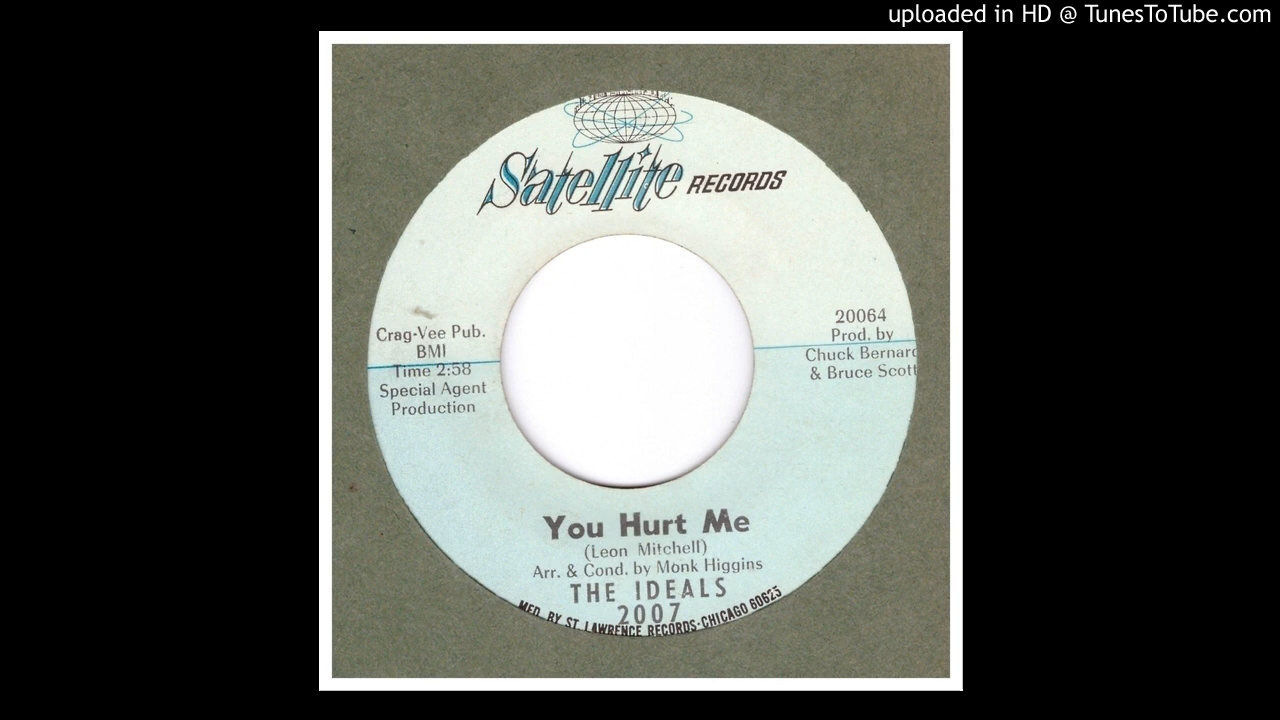 uploaded in HD @ TunesToTube.com
Satellite RECORDS
Crag-Vee Pub.
BMI
Time 2:58
Special Agent
Production
20064
Prod. by
Chuck Bernard
& Bruce Scott
You Hurt Me
(Leon Mitchell)
Arr. & Cond. by Monk Higgins
THE IDEALS
2007
MFD. BY ST. LAWRENCE RECORDS-CHICAGO 60625